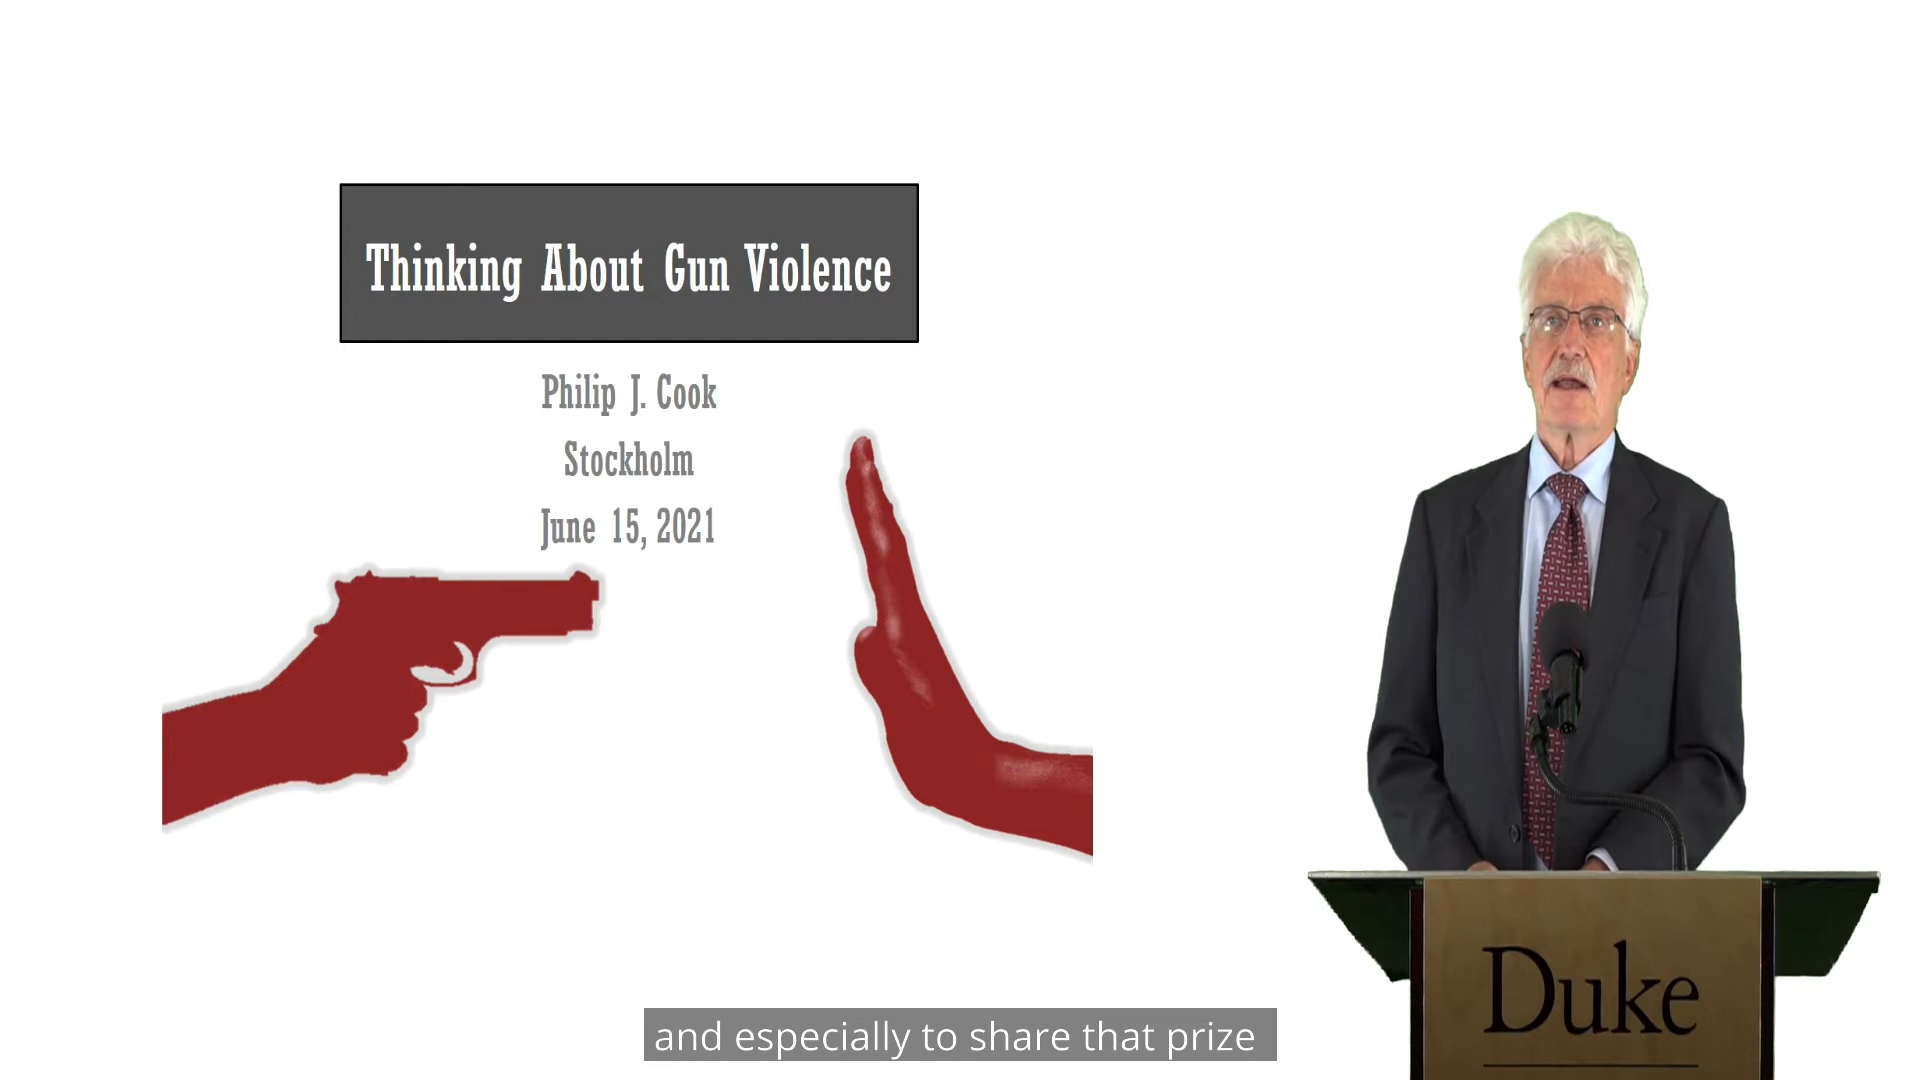 Thinking About Gun Violence
Philip J. Cook
Stockholm
June 15, 2021
Duke
and especially to share that prize